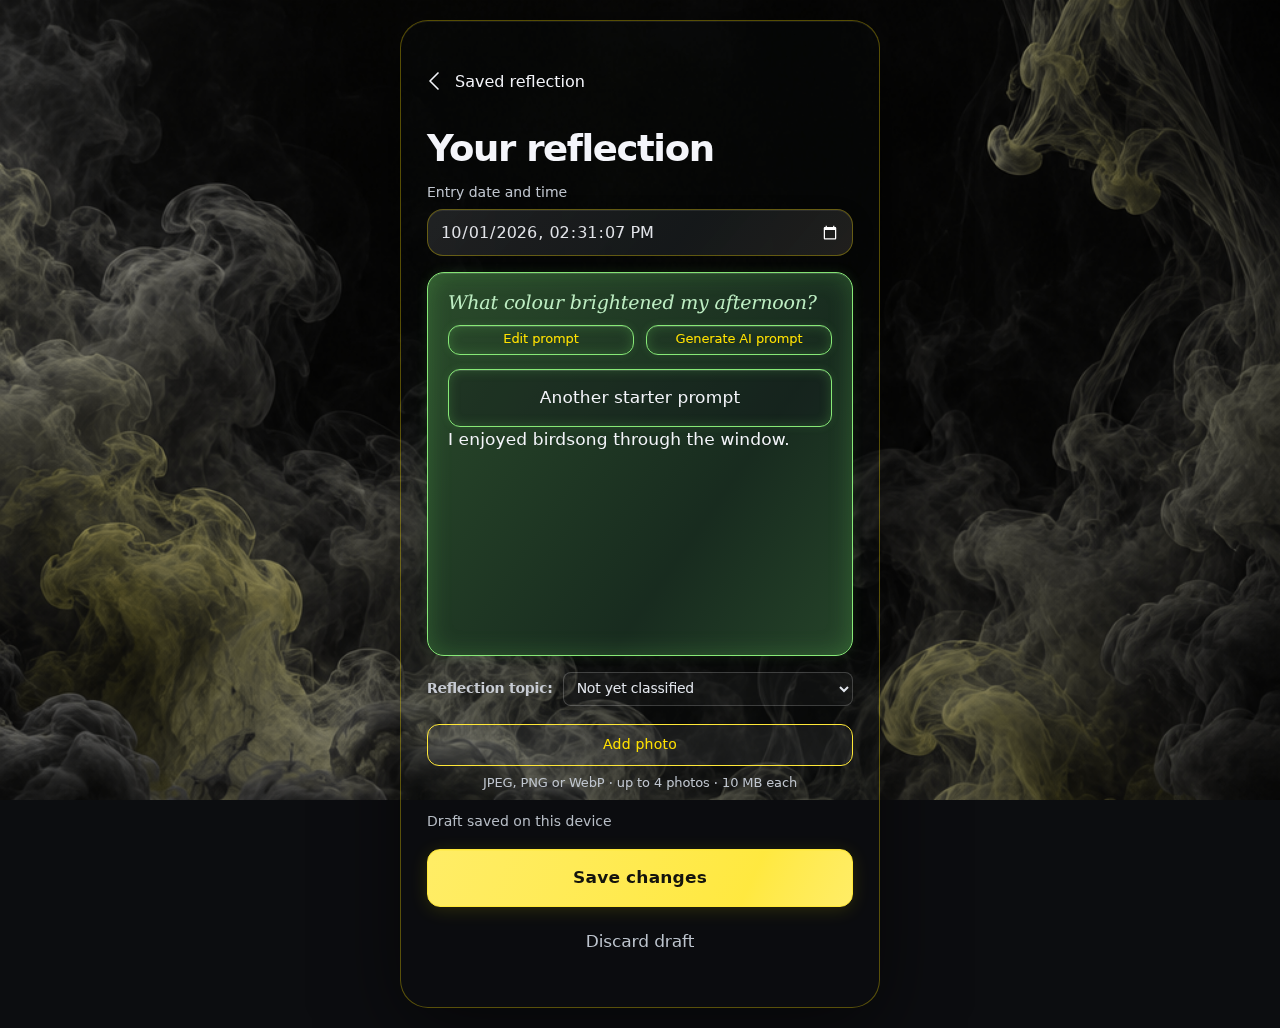 Saved reflection
Your reflection
Entry date and time
10/01/2026, 02:31:07 PM
What colour brightened my afternoon?
Edit prompt
Generate AI prompt
Another starter prompt
I enjoyed birdsong through the window.
Reflection topic: Not yet classified
Add photo
JPEG, PNG or WebP · up to 4 photos · 10 MB each
Draft saved on this device
Save changes
Discard draft